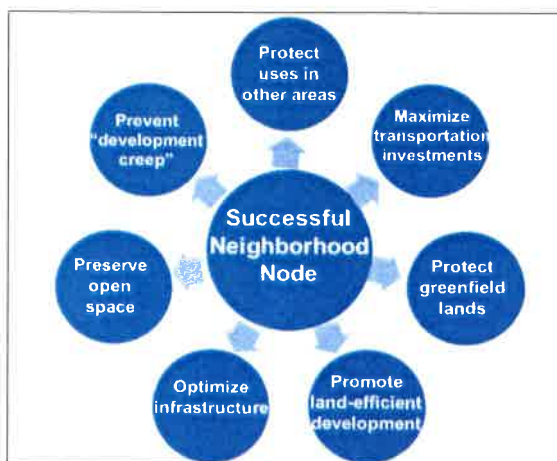 Protect
uses in
other areas
Maximize
transportation
investments
Protect
greenfield
lands
Promote
land-efficient
development
Optimize
infrastructure
Preserve
open
space
Prevent
"development
creep"
Successful
Neighborhood
Node